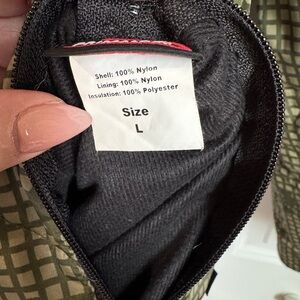 Shell: 100% Nylon
Lining: 100% Nylon
Insulation: 100% Polyester
Size
L